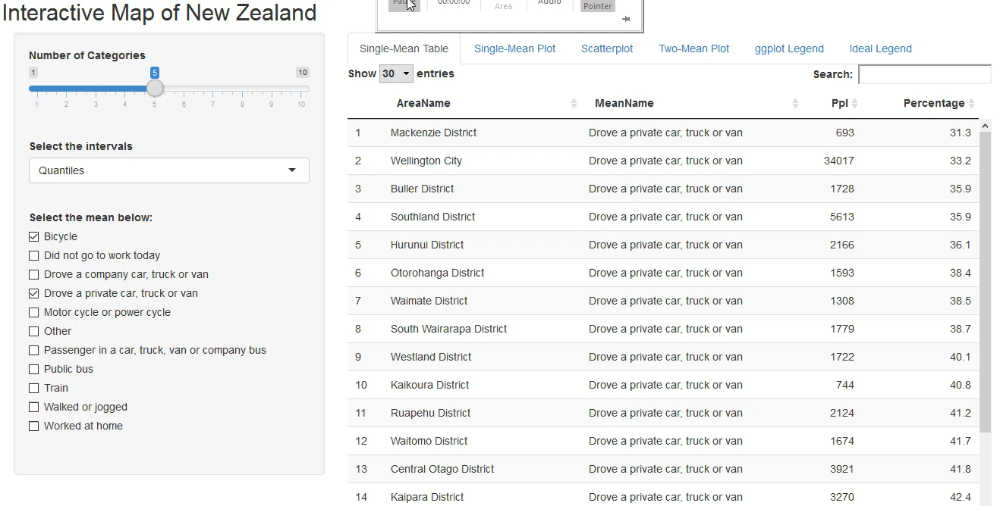 Interactive Map of New Zealand
00:00:00
Area
Audio
Pointer
Number of Categories
1 5 10
1 2 3 4 5 6 7 8 9 10
Select the intervals
Quantiles
Select the mean below:
Bicycle
Did not go to work today
Drove a company car, truck or van
Drove a private car, truck or van
Motor cycle or power cycle
Other
Passenger in a car, truck, van or company bus
Public bus
Train
Walked or jogged
Worked at home
Single-Mean Table Single-Mean Plot Scatterplot Two-Mean Plot ggplot Legend Ideal Legend
Show 30 entries Search:
AreaName MeanName Ppl Percentage
1 Mackenzie District Drove a private car, truck or van 693 31.3
2 Wellington City Drove a private car, truck or van 34017 33.2
3 Buller District Drove a private car, truck or van 1728 35.9
4 Southland District Drove a private car, truck or van 5613 35.9
5 Hurunui District Drove a private car, truck or van 2166 36.1
6 Otorohanga District Drove a private car, truck or van 1593 38.4
7 Waimate District Drove a private car, truck or van 1308 38.5
8 South Wairarapa District Drove a private car, truck or van 1779 38.7
9 Westland District Drove a private car, truck or van 1722 40.1
10 Kaikoura District Drove a private car, truck or van 744 40.8
11 Ruapehu District Drove a private car, truck or van 2124 41.2
12 Waitomo District Drove a private car, truck or van 1674 41.7
13 Central Otago District Drove a private car, truck or van 3921 41.8
14 Kaipara District Drove a private car, truck or van 3270 42.4